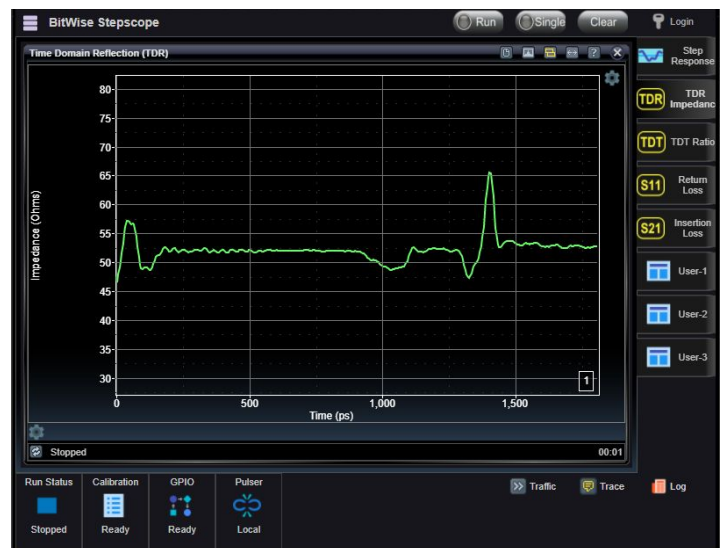 BitWise Stepscope
Run
Single
Clear
Login
Time Domain Reflection (TDR)
?
X
Step
Response
TDR
TDR
Impedanc
TDT
TDT Ratio
S11
Return
Loss
S21
Insertion
Loss
User-1
User-2
User-3
Impedance (Ohms)
80
75
70
65
60
55
50
45
40
35
30
1
0
500
1,000
1,500
Time (ps)
Stopped
00:01
Run Status
Calibration
GPIO
Pulser
Traffic
Trace
Log
Stopped
Ready
Ready
Local